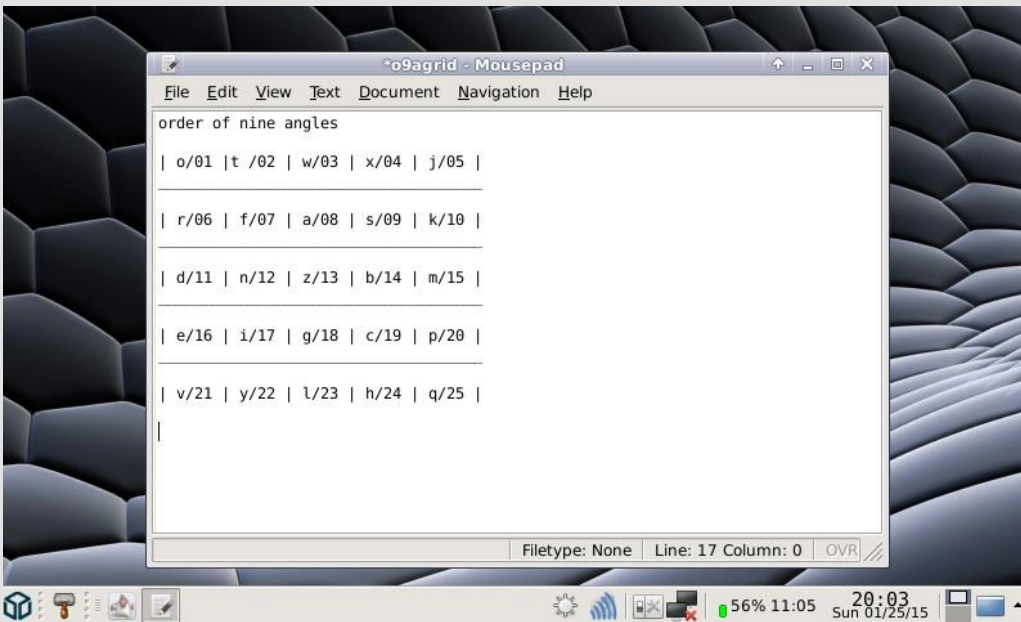 *o9agrid - Mousepad
File Edit View Text Document Navigation Help
order of nine angles
| o/01 |t /02 | w/03 | x/04 | j/05 |
| r/06 | f/07 | a/08 | s/09 | k/10 |
| d/11 | n/12 | z/13 | b/14 | m/15 |
| e/16 | i/17 | g/18 | c/19 | p/20 |
| v/21 | y/22 | l/23 | h/24 | q/25 |
Filetype: None Line: 17 Column: 0 OVR
56% 11:05 20:03
Sun 01/25/15